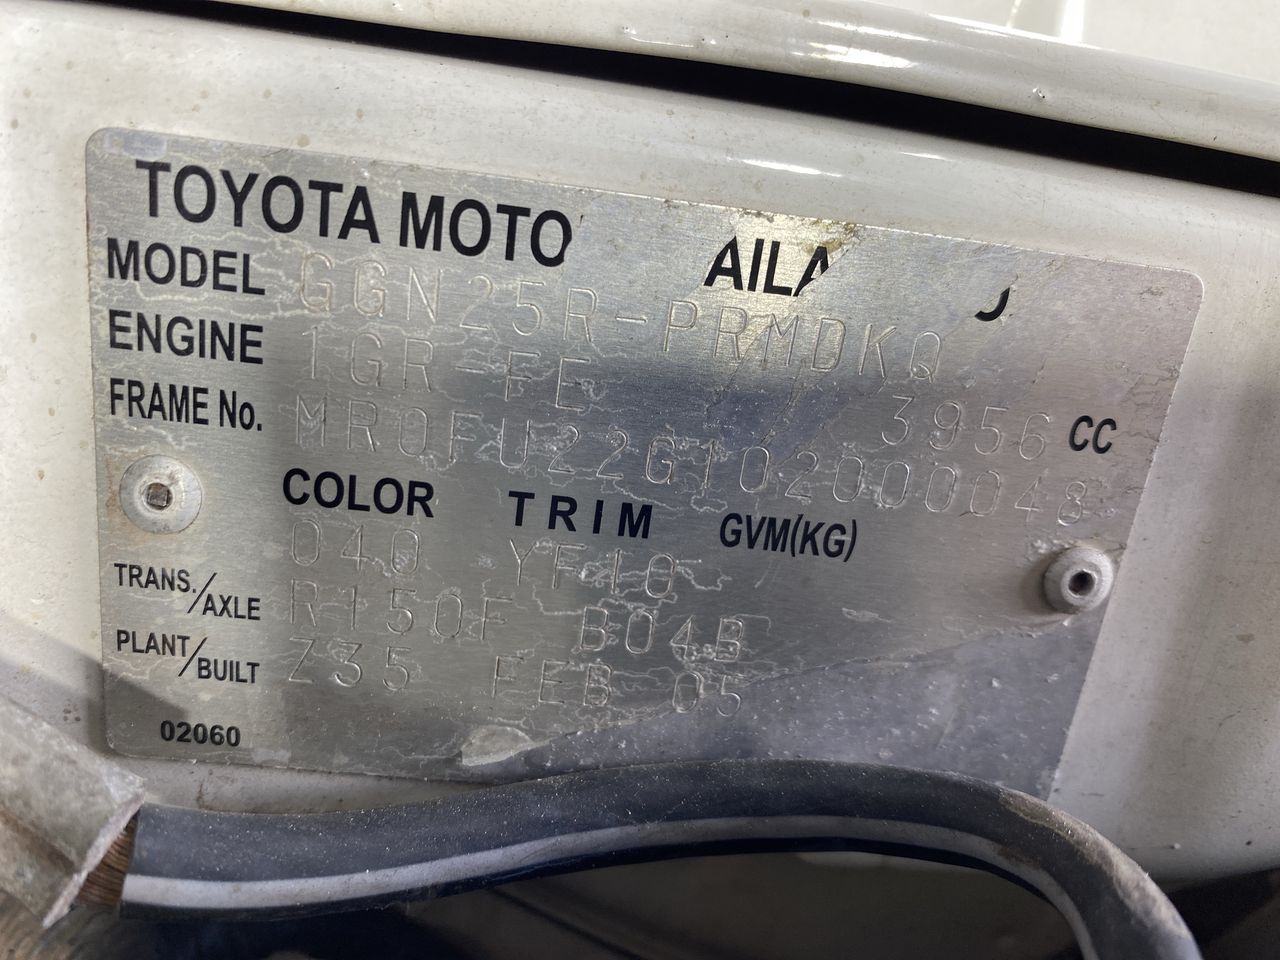 TOYOTA MOTO AILA
MODEL GGN25R-PRMDKQ
ENGINE 1GR-FE 3956 CC
FRAME No. MR0FU22G102000048
COLOR TRIM GVM(KG)
040 YF10
TRANS./AXLE R150F B04B
PLANT/BUILT Z35 FEB 05
02060